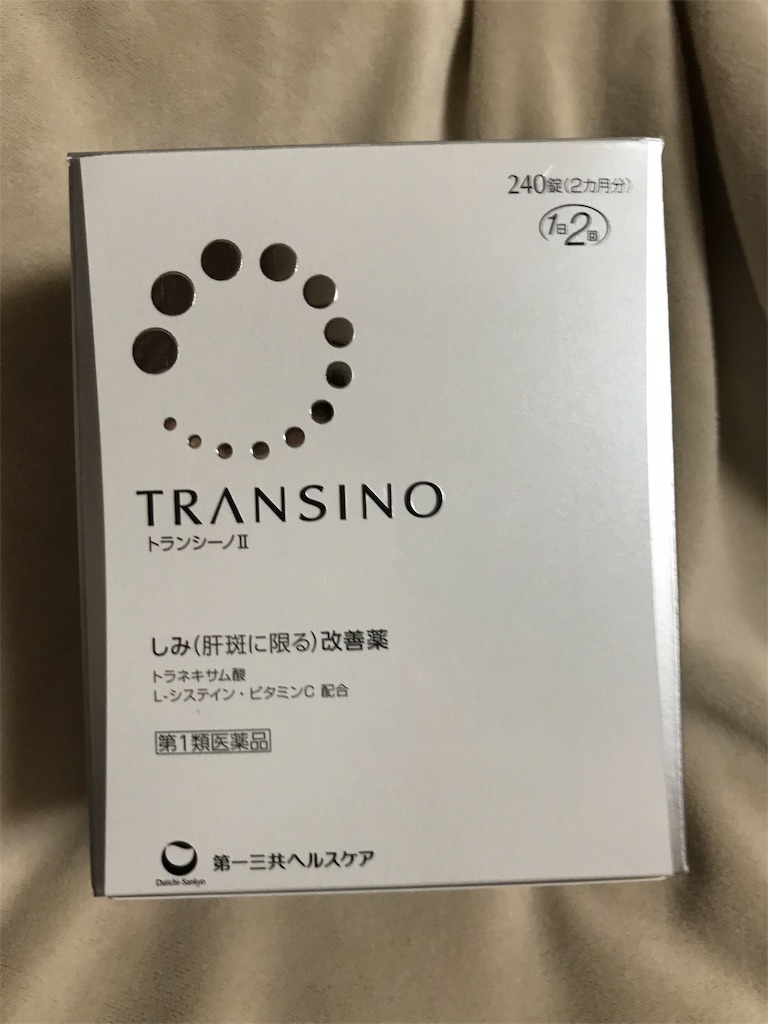 240錠(2カ月分)
1日2回
TRANSINO
トランシーノⅡ
しみ(肝斑に限る)改善薬
トラネキサム酸
L-システイン・ビタミンC 配合
第1類医薬品
第一三共ヘルスケア
Daiichi-Sankyo